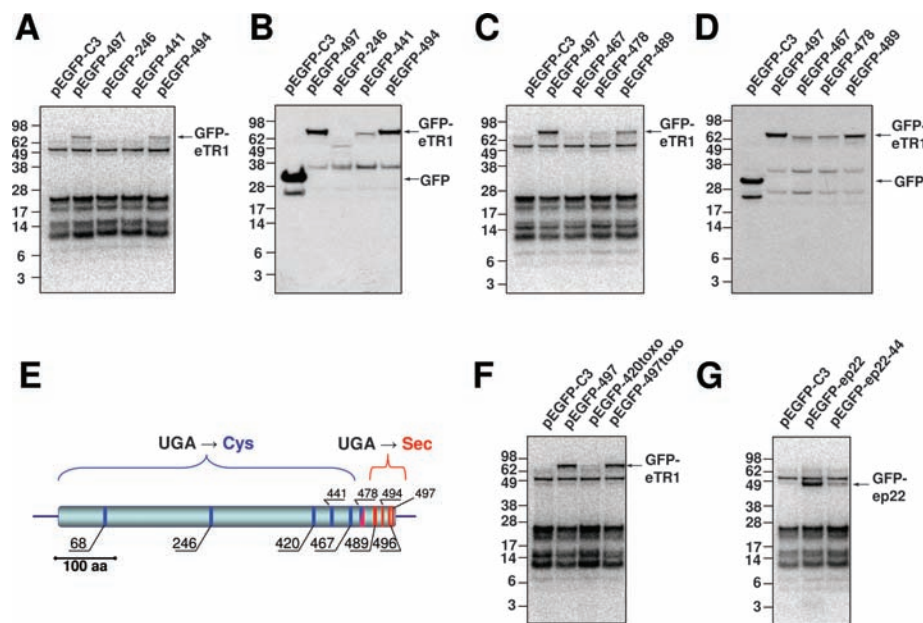 A
pEGFP-C3
pEGFP-497
pEGFP-246
pEGFP-441
pEGFP-494
98
62
49
38
28
17
14
6
3
GFP-
eTR1
B
pEGFP-C3
pEGFP-497
pEGFP-246
pEGFP-441
pEGFP-494
98
62
49
38
28
17
14
6
3
GFP-
eTR1
GFP
C
pEGFP-C3
pEGFP-497
pEGFP-467
pEGFP-478
pEGFP-489
98
62
49
38
28
17
14
6
3
GFP-
eTR1
D
pEGFP-C3
pEGFP-497
pEGFP-467
pEGFP-478
pEGFP-489
98
62
49
38
28
17
14
6
3
GFP-
eTR1
GFP
E
UGA → Cys
UGA → Sec
441 478 494 497
68 246 420 467 489 496
100 aa
F
pEGFP-C3
pEGFP-497
pEGFP-420toxo
pEGFP-497toxo
98
62
49
38
28
17
14
6
3
GFP-
eTR1
G
pEGFP-C3
pEGFP-ep22
pEGFP-ep22-44
98
62
49
38
28
17
14
6
3
GFP-
ep22